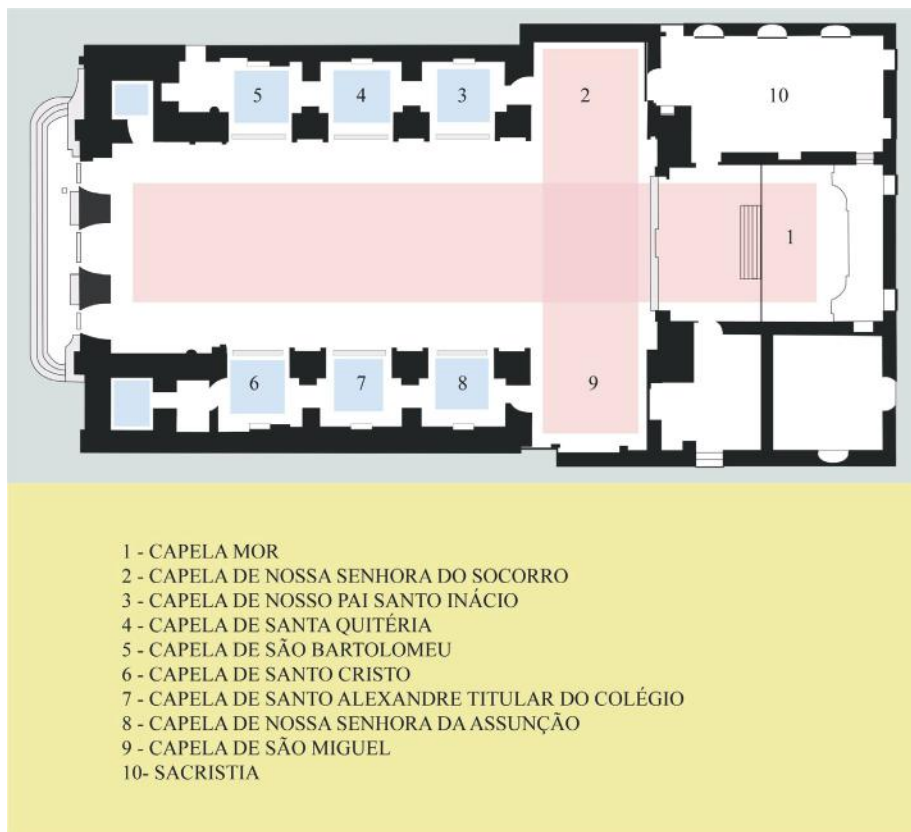 5
4
3
2
10
1
6
7
8
9
1 - CAPELA MOR
2 - CAPELA DE NOSSA SENHORA DO SOCORRO
3 - CAPELA DE NOSSO PAI SANTO INÁCIO
4 - CAPELA DE SANTA QUITÉRIA
5 - CAPELA DE SÃO BARTOLOMEU
6 - CAPELA DE SANTO CRISTO
7 - CAPELA DE SANTO ALEXANDRE TITULAR DO COLÉGIO
8 - CAPELA DE NOSSA SENHORA DA ASSUNÇÃO
9 - CAPELA DE SÃO MIGUEL
10- SACRISTIA